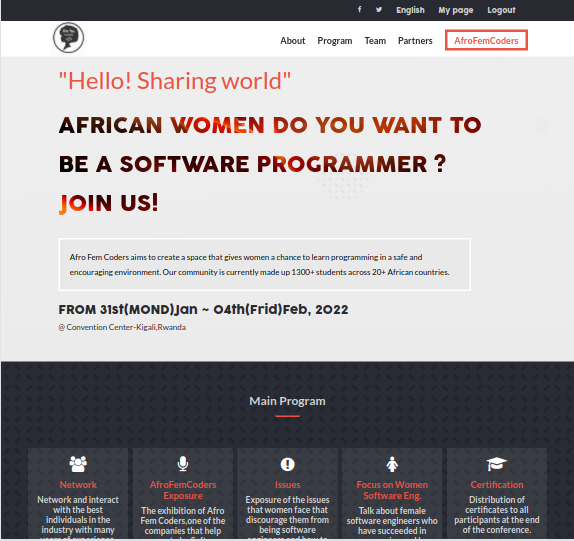 English My page Logout
About Program Team Partners AfroFemCoders
"Hello! Sharing world"
AFRICAN WOMEN DO YOU WANT TO
BE A SOFTWARE PROGRAMMER ?
JOIN US!
Afro Fem Coders aims to create a space that gives women a chance to learn programming in a safe and
encouraging environment. Our community is currently made up 1300+ students across 20+ African countries.
FROM 31st(MOND)Jan ~ 04th(Frid)Feb, 2022
@ Convention Center-Kigali,Rwanda
Main Program
Network
Network and interact
with the best
individuals in the
industry with many
AfroFemCoders
Exposure
The exhibition of Afro
Fem Coders,one of the
companies that help
Issues
Exposure of the issues
that women face that
discourage them from
being software
Focus on Women
Software Eng.
Talk about female
software engineers who
have succeeded in
Certification
Distribution of
certificates to all
participants at the end
of the conference.